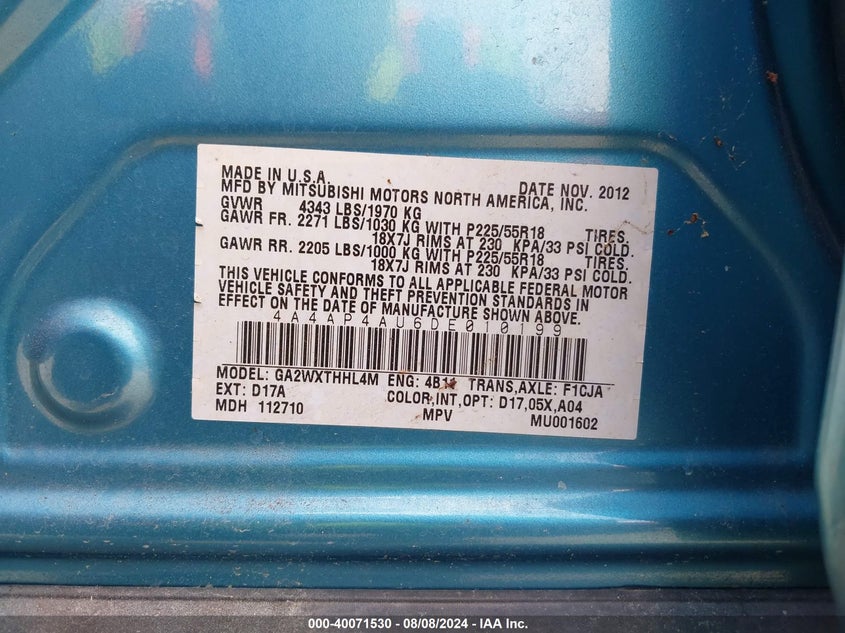 MADE IN U.S.A. DATE NOV. 2012
MFD BY MITSUBISHI MOTORS NORTH AMERICA, INC.
GVWR 4343 LBS/1970 KG
GAWR FR. 2271 LBS/1030 KG WITH P225/55R18 TIRES.
18X7J RIMS AT 230 KPA/33 PSI COLD.
GAWR RR. 2205 LBS/1000 KG WITH P225/55R18 TIRES.
18X7J RIMS AT 230 KPA/33 PSI COLD.
THIS VEHICLE CONFORMS TO ALL APPLICABLE FEDERAL MOTOR
VEHICLE SAFETY AND THEFT PREVENTION STANDARDS IN
EFFECT ON THE DATE OF MANUFACTURE SHOWN ABOVE.
4A4AP4AU6DE010199
MODEL: GA2WXTHHL4M ENG: TRANS,AXLE: F1CJA
EXT: D17A COLOR,INT,OPT: D17,05X,A04
MDH 112710 MPV MU001602
000-40071530 - 08/08/2024 - IAA Inc.